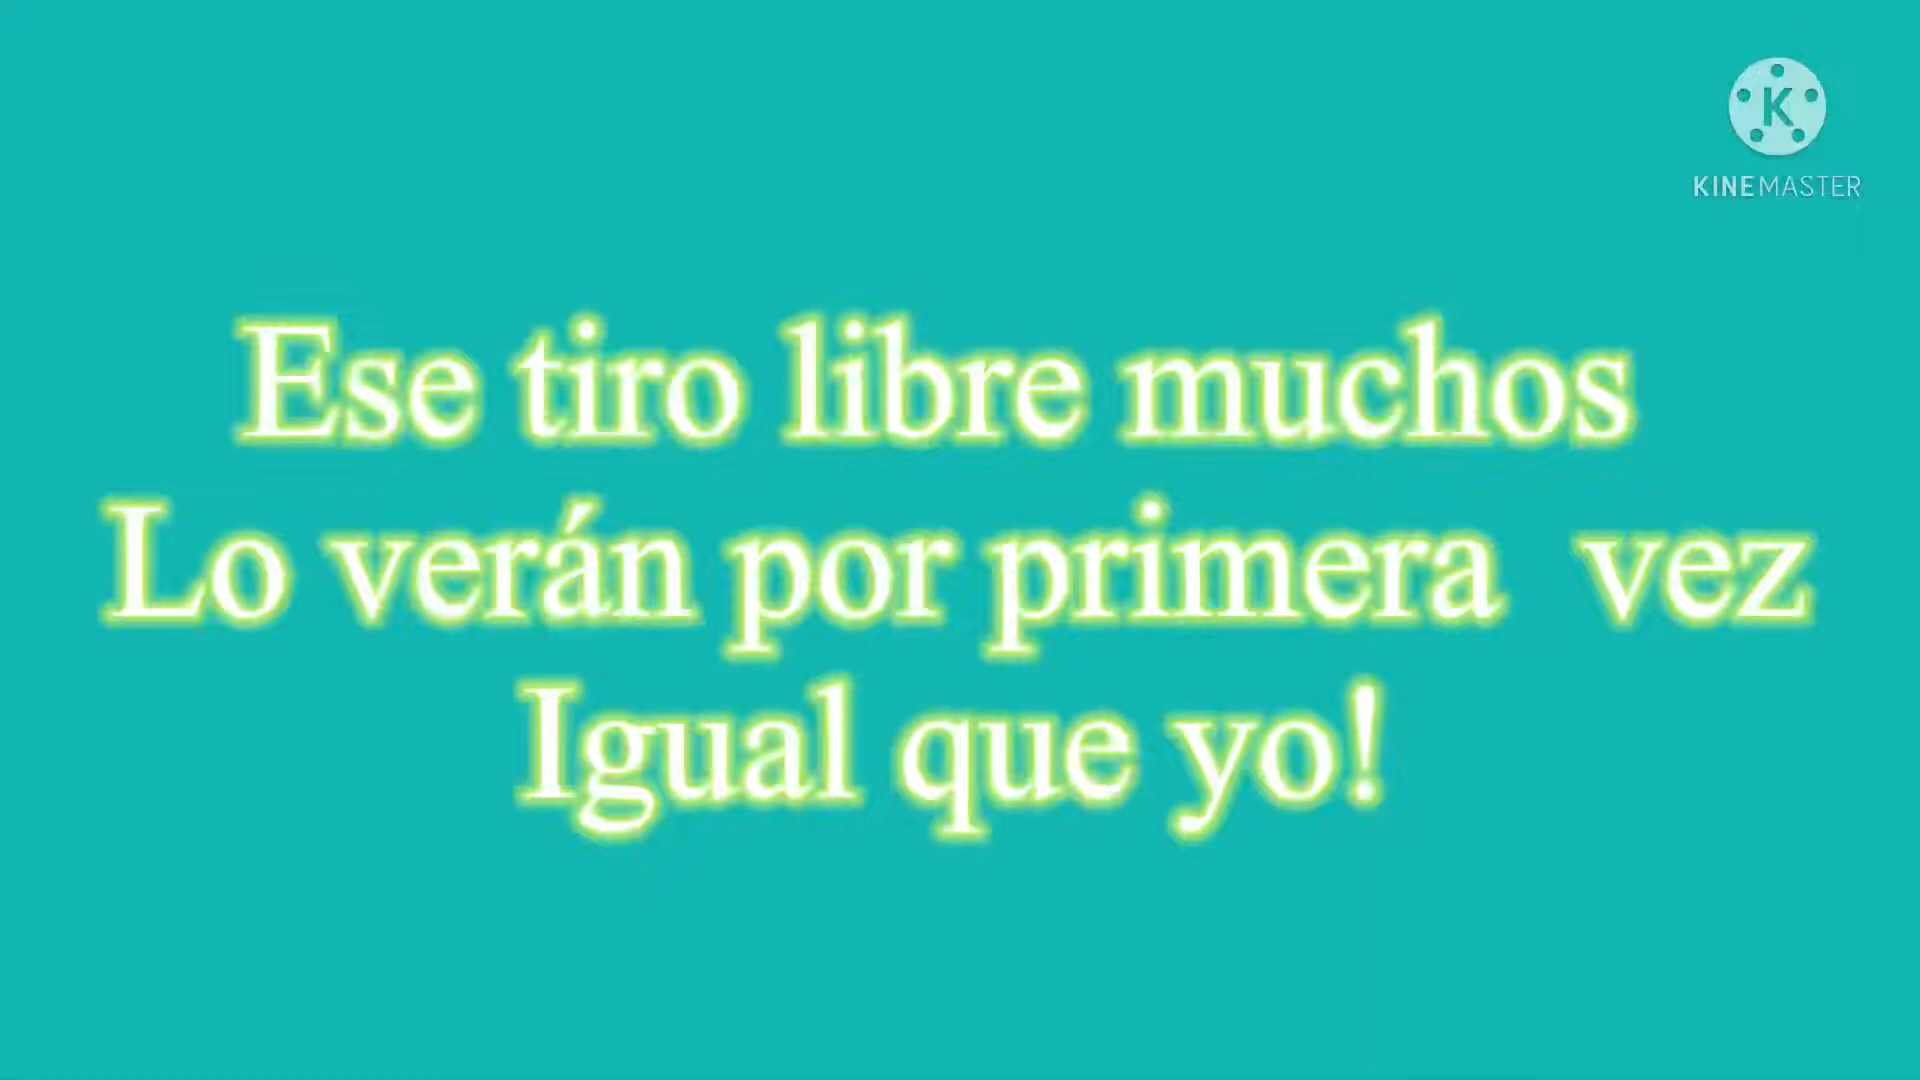 K
KINEMASTER
Ese tiro libre muchos
Lo verán por primera vez
Igual que yo!